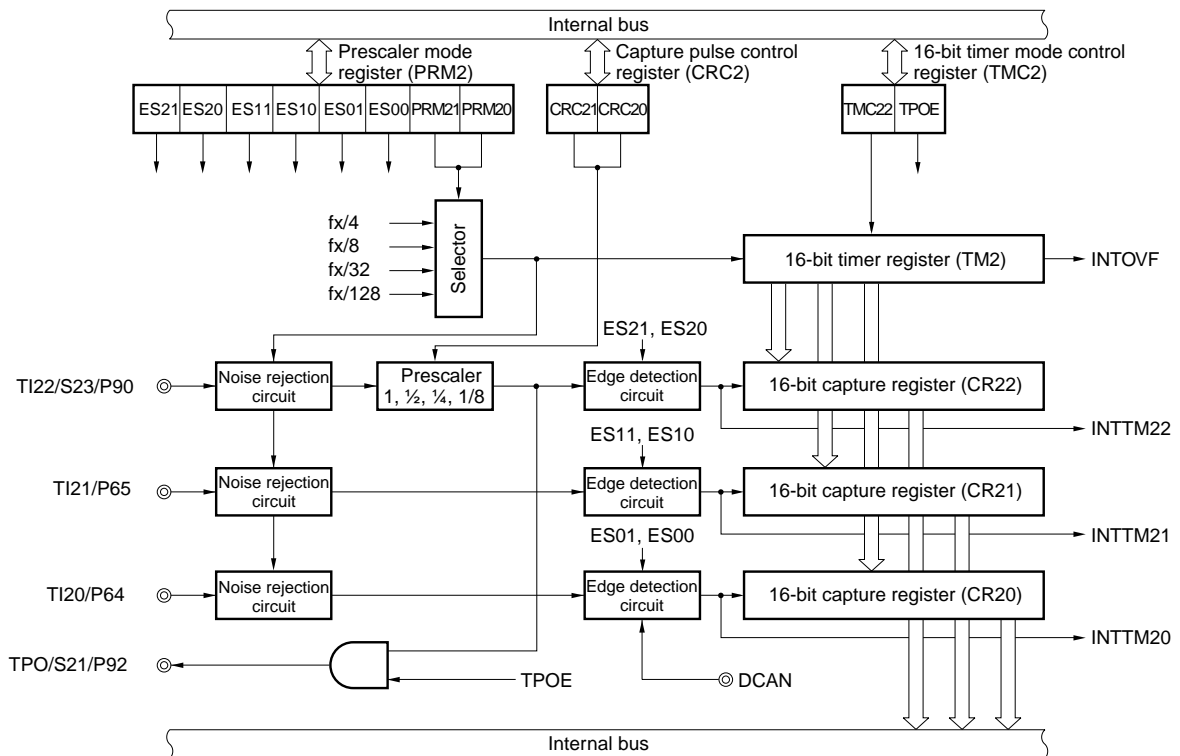 Internal bus
Prescaler mode
register (PRM2)
Capture pulse control
register (CRC2)
16-bit timer mode control
register (TMC2)
ES21 ES20 ES11 ES10 ES01 ES00 PRM21 PRM20
CRC21 CRC20
TMC22 TPOE
fx/4
fx/8
fx/32
fx/128
Selector
16-bit timer register (TM2)
INTOVF
ES21, ES20
TI22/S23/P90
Noise rejection
circuit
Prescaler
1, ½, ¼, 1/8
Edge detection
circuit
16-bit capture register (CR22)
INTTM22
ES11, ES10
TI21/P65
Noise rejection
circuit
Edge detection
circuit
16-bit capture register (CR21)
INTTM21
ES01, ES00
TI20/P64
Noise rejection
circuit
Edge detection
circuit
16-bit capture register (CR20)
INTTM20
TPO/S21/P92
TPOE
DCAN
Internal bus